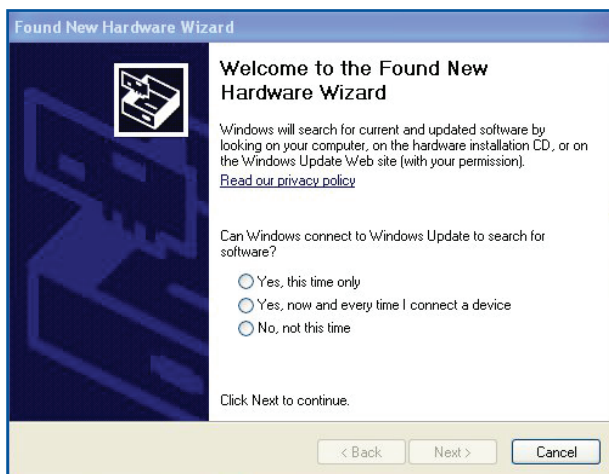 Found New Hardware Wizard
Welcome to the Found New
Hardware Wizard
Windows will search for current and updated software by
looking on your computer, on the hardware installation CD, or on
the Windows Update Web site (with your permission).
Read our privacy policy
Can Windows connect to Windows Update to search for
software?
Yes, this time only
Yes, now and every time I connect a device
No, not this time
Click Next to continue.
< Back Next > Cancel